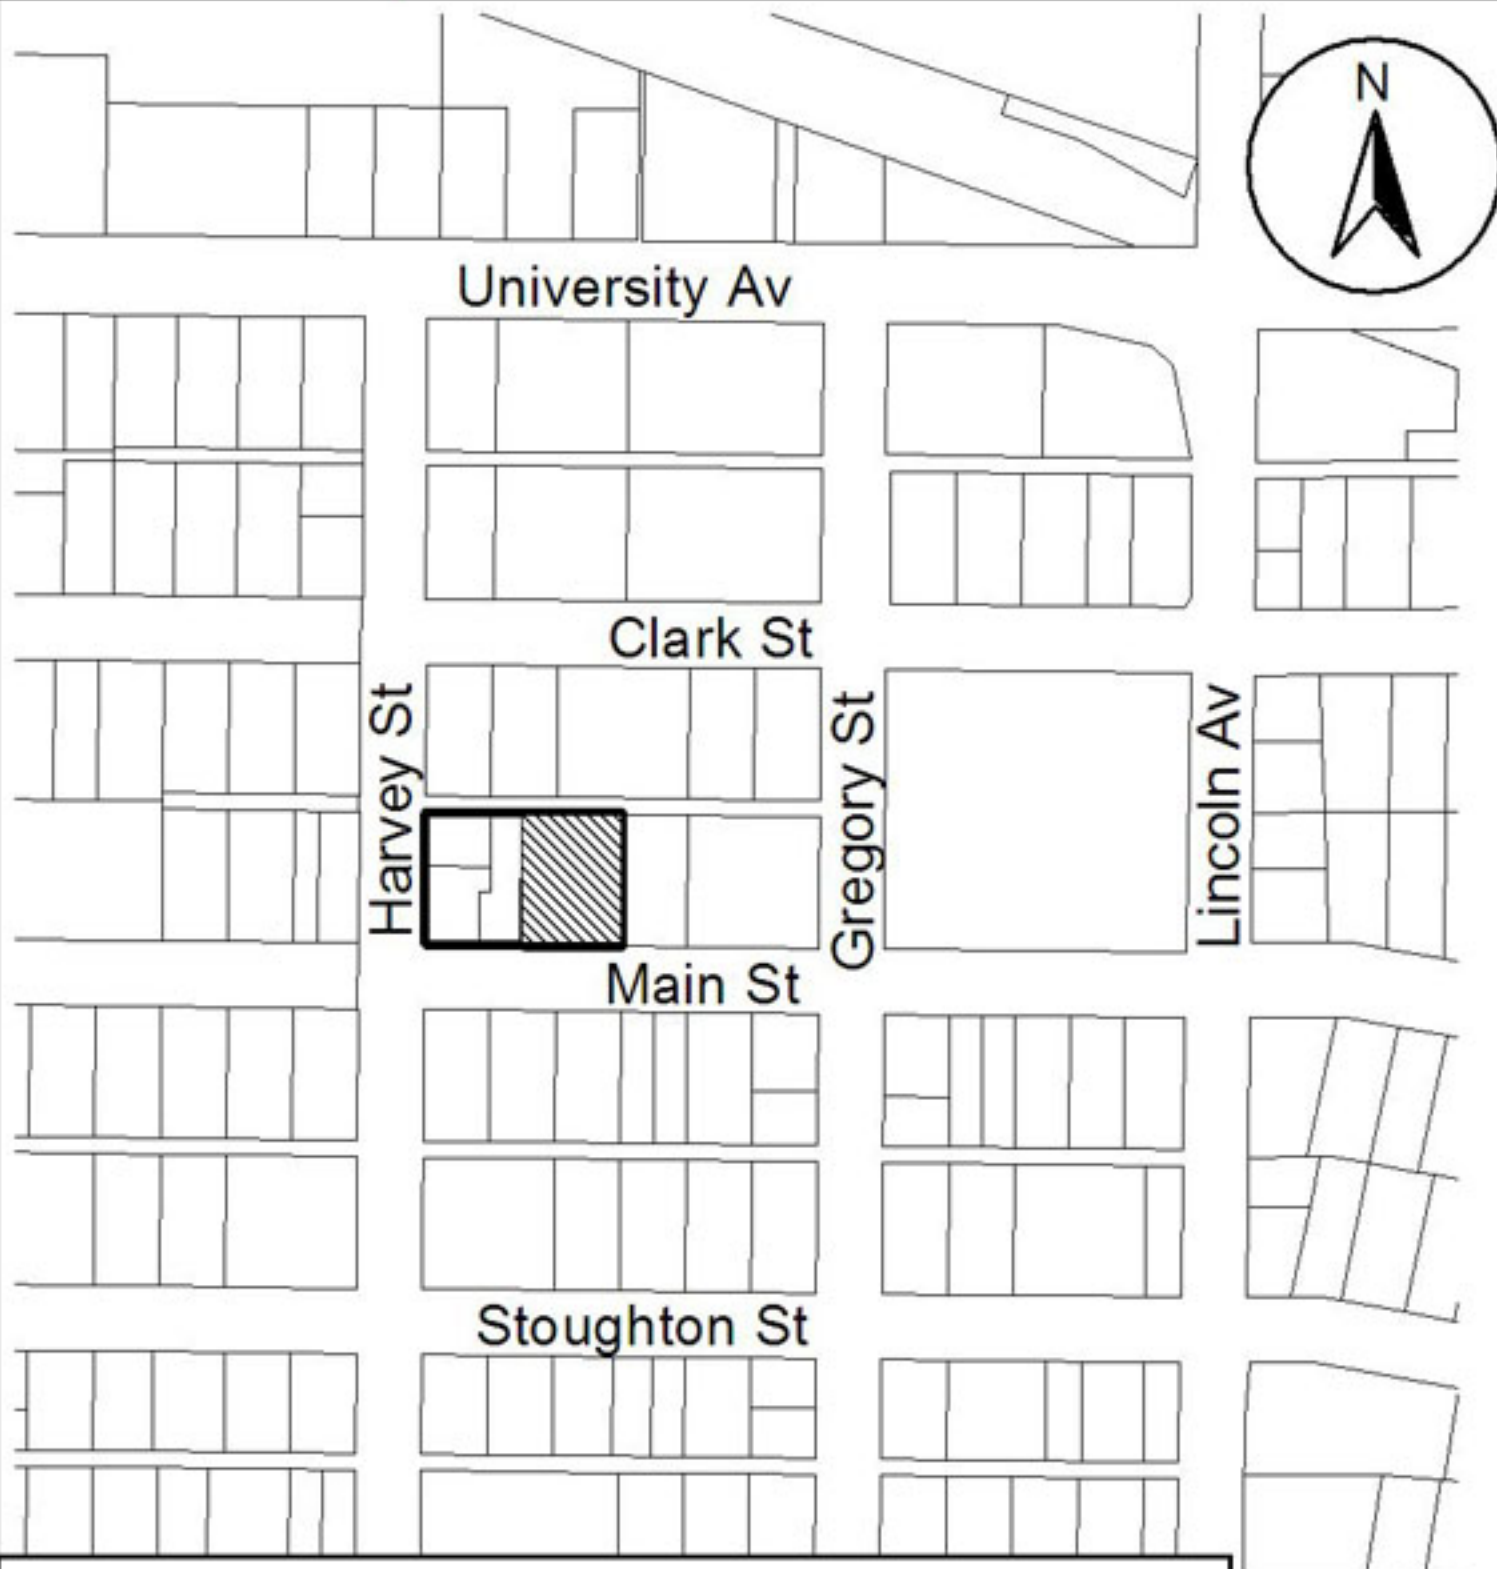 N
University Av
Clark St
Harvey St
Gregory St
Lincoln Av
Main St
Stoughton St